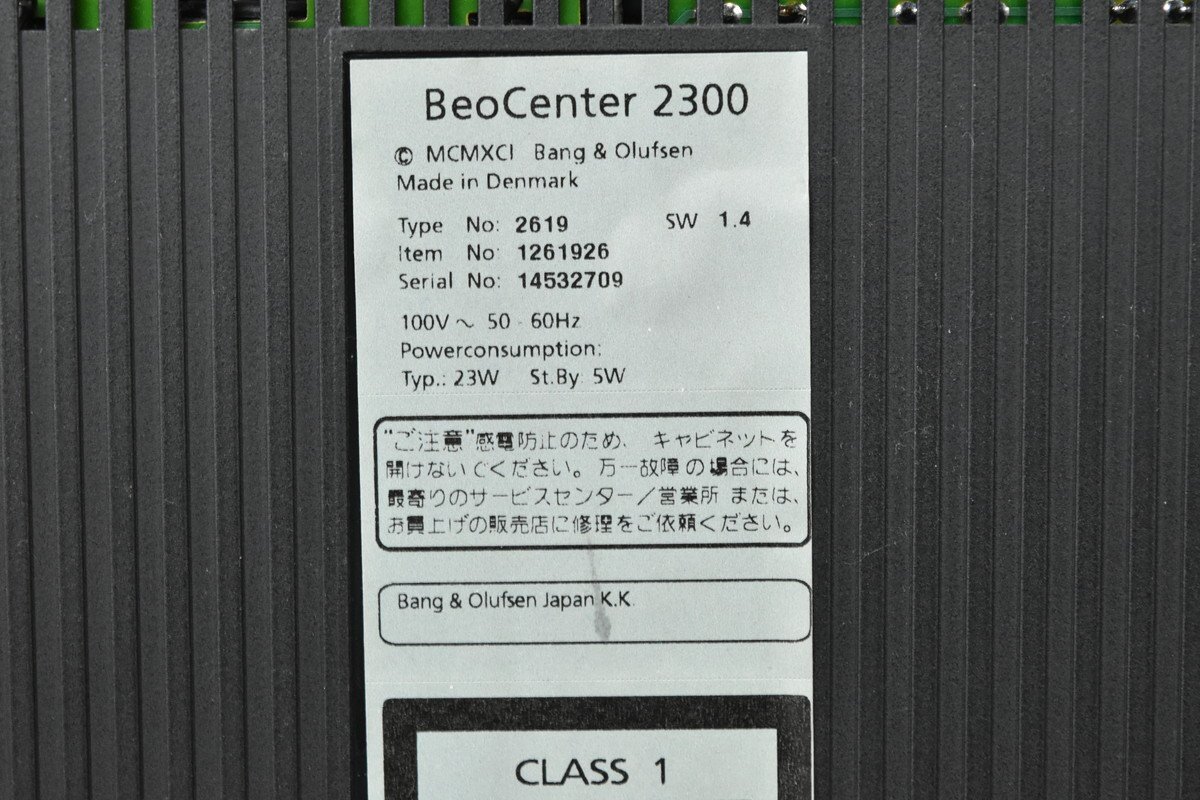 BeoCenter 2300
© MCMXCI Bang & Olufsen
Made in Denmark
Type No: 2619 SW 1.4
Item No: 1261926
Serial No: 14532709
100V ~ 50 - 60Hz
Powerconsumption:
Typ.: 23W St.By 5W
"ご注意"感電防止のため、キャビネットを
開けないでください。万一故障の場合には、
最寄りのサービスセンター/営業所 または、
お買上げの販売店に修理をご依頼ください。
Bang & Olufsen Japan K.K.
CLASS 1